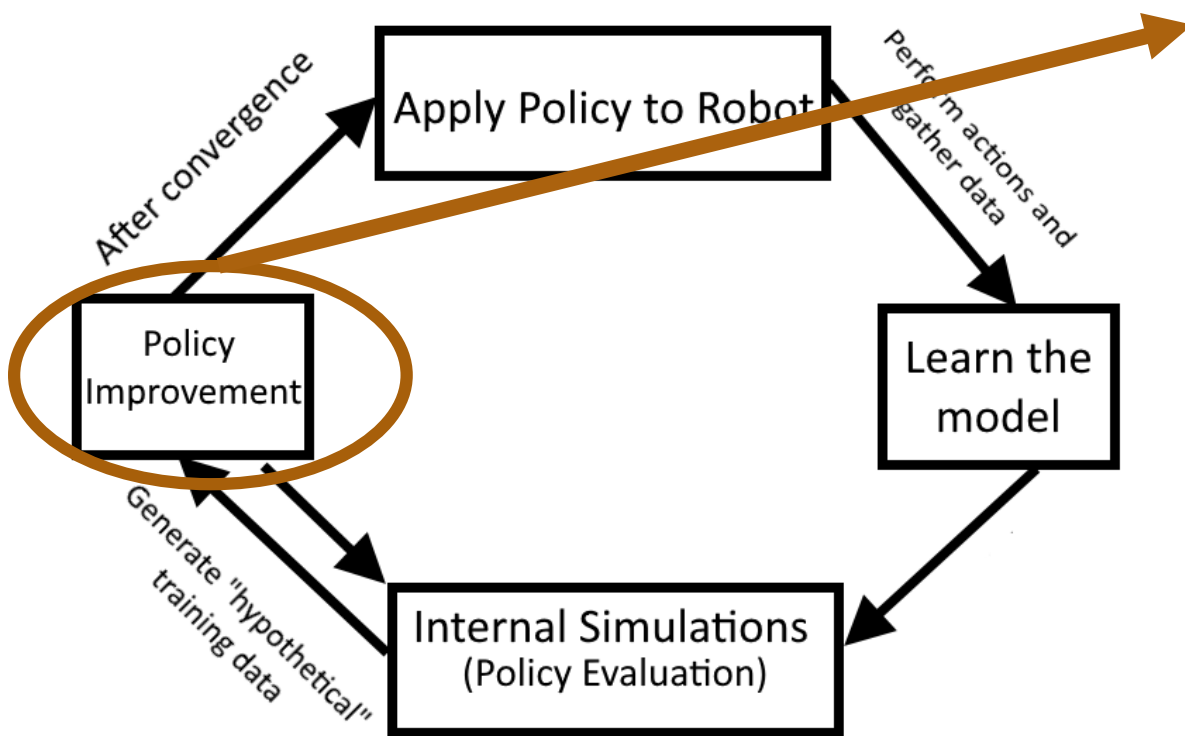 Apply Policy to Robot
After convergence
Perform actions and
gather data
Policy
Improvement
Learn the
model
Generate "hypothetical"
training data
Internal Simulations
(Policy Evaluation)